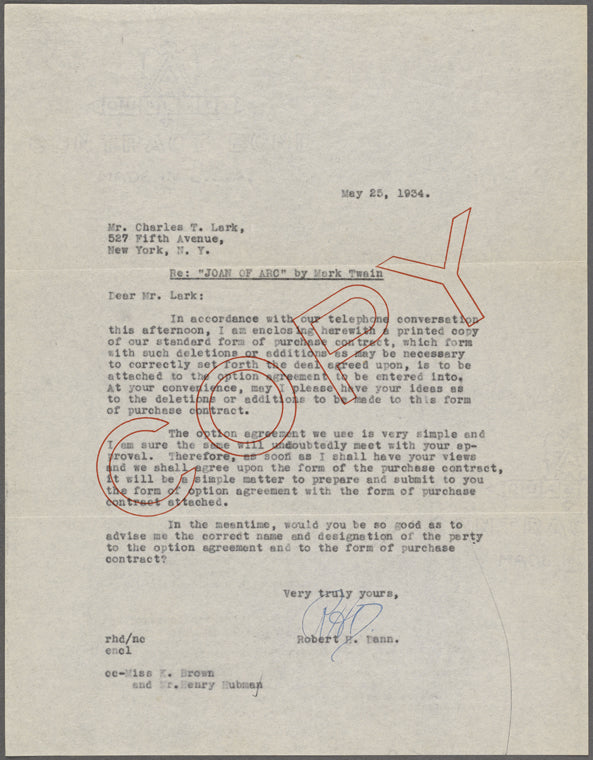 May 25, 1934.
Mr. Charles T. Lark,
527 Fifth Avenue,
New York, N. Y.
Re: "JOAN OF ARC" by Mark Twain
Dear Mr. Lark:
In accordance with our telephone conversation
this afternoon, I am enclosing herewith a printed copy
of our standard form of purchase contract, which form
with such deletions or additions as may be necessary
to correctly set forth the deal agreed upon, is to be
attached to the option agreement to be entered into.
At your convenience, may I please have your ideas as
to the deletions or additions to be made to this form
of purchase contract.
The option agreement we use is very simple and
I am sure the same will undoubtedly meet with your ap-
proval. Therefore, as soon as I shall have your views
and we shall agree upon the form of the purchase contract,
it will be a simple matter to prepare and submit to you
the form of option agreement with the form of purchase
contract attached.
In the meantime, would you be so good as to
advise me the correct name and designation of the party
to the option agreement and to the form of purchase
contract?
Very truly yours,
RHD
Robert H. Dann.
rhd/nc
encl
cc-Miss K. Brown
and Mr. Henry Hubman
COPY